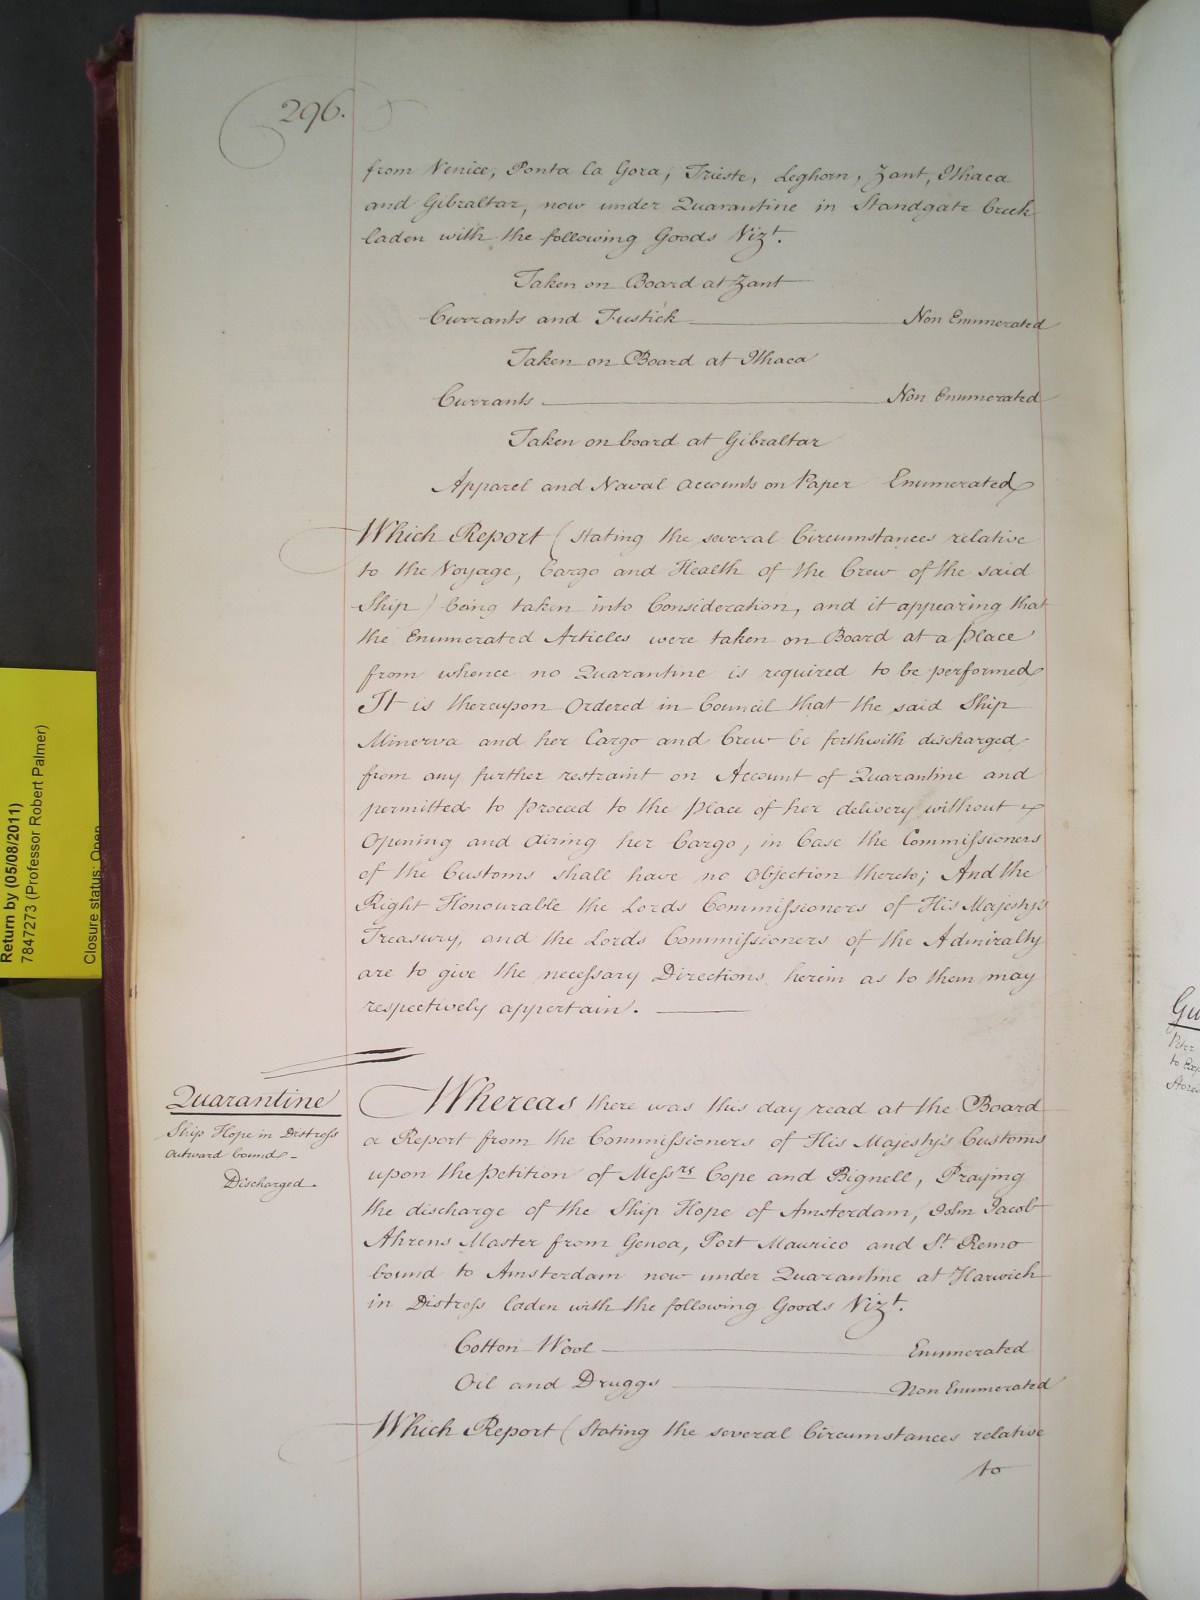 296.
from Venice, Ponta la Gora, Trieste, Leghorn, Zant, Ithaca
and Gibraltar, now under Quarantine in Standgate Creek
laden with the following Goods Vizt.
Taken on Board at Zant
Currants and Fustick Non Enumerated
Taken on Board at Ithaca
Currants Non Enumerated
Taken on board at Gibraltar
Apparel and Naval Accounts on Paper Enumerated
Which Report (stating the several Circumstances relative
to the Voyage, Cargo and Health of the Crew of the said
Ship) being taken into Consideration, and it appearing that
the Enumerated Articles were taken on Board at a place
from whence no Quarantine is required to be performed
It is thereupon Ordered in Council that the said Ship
Minerva and her Cargo and Crew be forthwith discharged
from any further restraint on Account of Quarantine and
permitted to proceed to the place of her delivery without
Opening and Airing her Cargo, in Case the Commissioners
of the Customs shall have no Objection thereto; And the
Right Honourable the Lords Commissioners of His Majesty's
Treasury, and the Lords Commissioners of the Admiralty
are to give the necessary Directions herein as to them may
respectively appertain.
Quarantine
Ship Hope in Distress
outward bound -
Discharged
Whereas there was this day read at the Board
a Report from the Commissioners of His Majesty's Customs
upon the petition of Messrs Cope and Bignell, Praying
the discharge of the Ship Hope of Amsterdam, John Jacob
Ahrens Master from Genoa, Port Maurico and St Remo
bound to Amsterdam now under Quarantine at Harwich
in Distress laden with the following Goods Vizt.
Cotton Wool Enumerated
Oil and Druggs Non Enumerated
Which Report (Stating the several Circumstances relative
to
Return by (05/08/2011)
7847273 (Professor Robert Palmer)
Closure status: Open